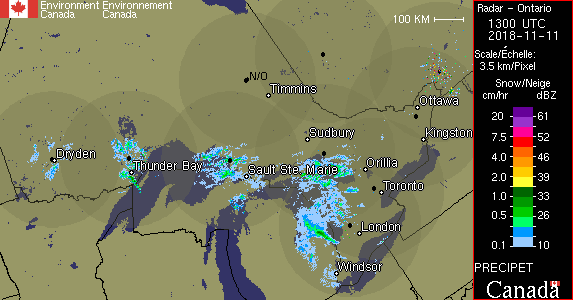 Environment Environnement
Canada Canada
100 KM
N/O
Timmins
Ottawa
Sudbury
Kingston
Dryden
Thunder Bay
Sault Ste. Marie
Orillia
Toronto
London
Windsor
Radar - Ontario
1300 UTC
2018-11-11
Scale/Échelle:
3.5 km/Pixel
Snow/Neige
cm/hr dBZ
20 61
7.5 52
4.0 46
2.0 39
1.0 33
0.5 26
0.1 10
PRECIPET
Canada